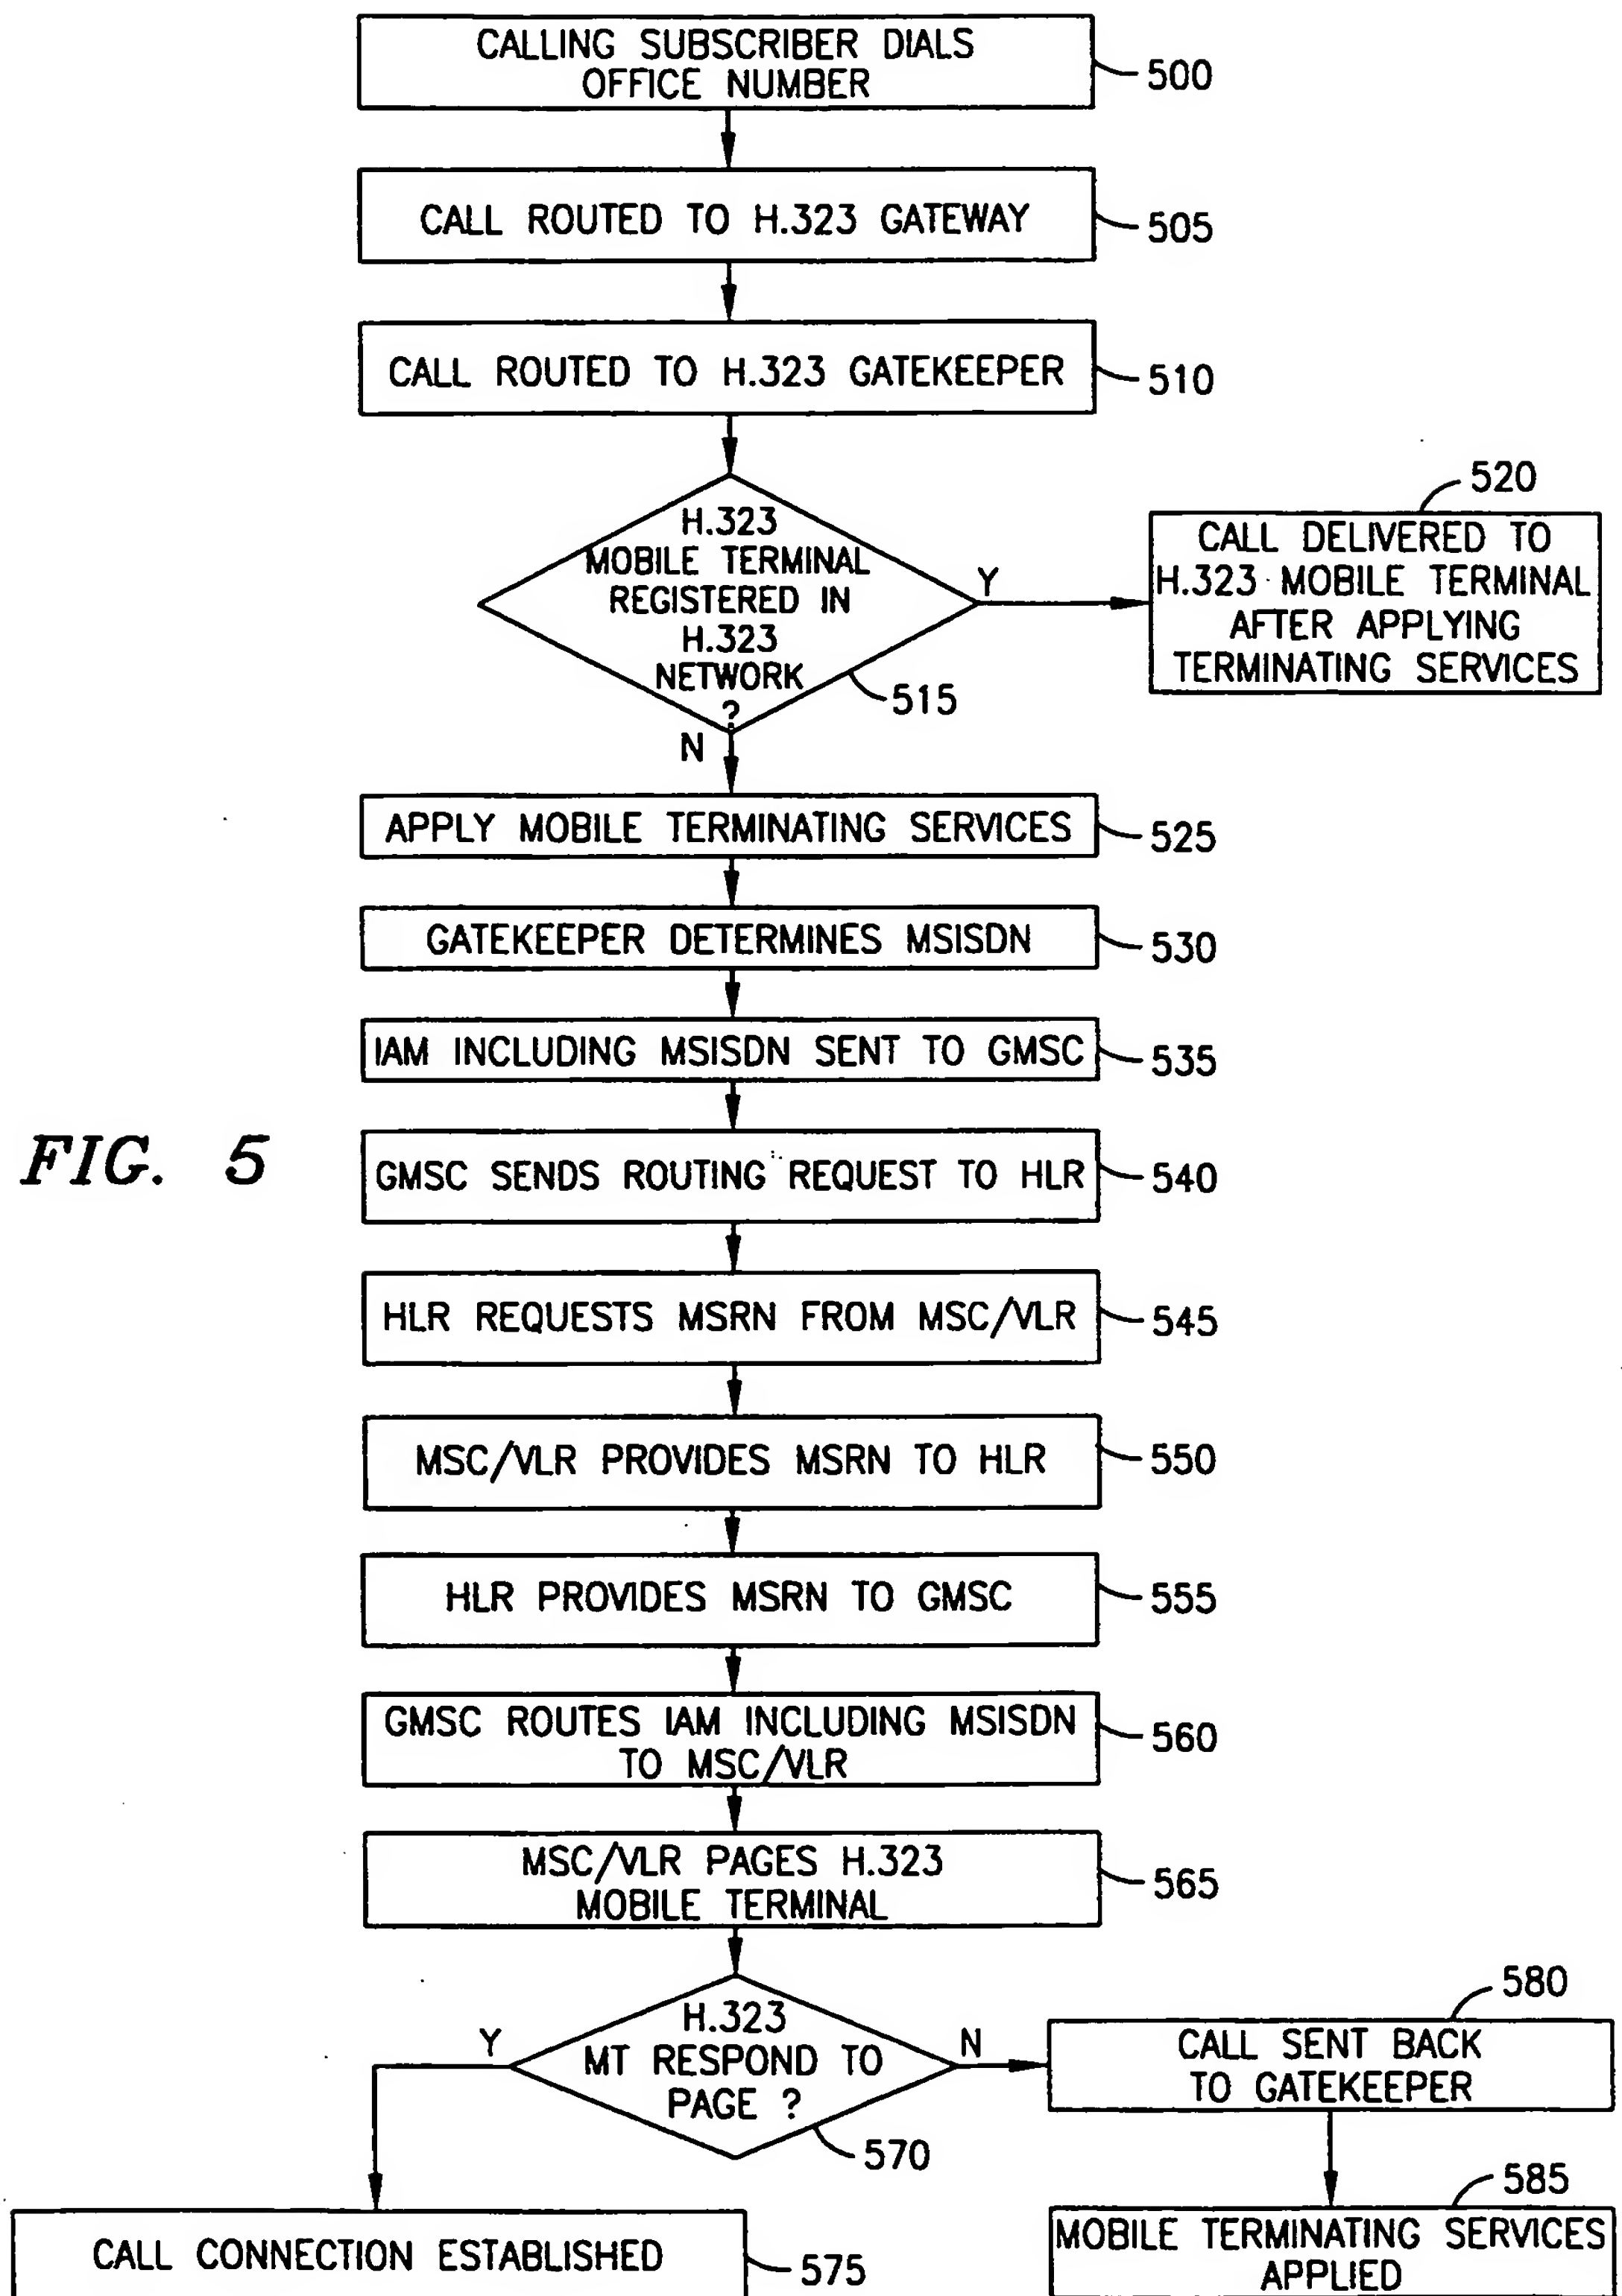 CALLING SUBSCRIBER DIALS
OFFICE NUMBER
500
CALL ROUTED TO H.323 GATEWAY
505
CALL ROUTED TO H.323 GATEKEEPER
510
H.323
MOBILE TERMINAL
REGISTERED IN
H.323
NETWORK
?
515
Y
520
CALL DELIVERED TO
H.323 MOBILE TERMINAL
AFTER APPLYING
TERMINATING SERVICES
N
APPLY MOBILE TERMINATING SERVICES
525
GATEKEEPER DETERMINES MSISDN
530
IAM INCLUDING MSISDN SENT TO GMSC
535
FIG. 5
GMSC SENDS ROUTING REQUEST TO HLR
540
HLR REQUESTS MSRN FROM MSC/VLR
545
MSC/VLR PROVIDES MSRN TO HLR
550
HLR PROVIDES MSRN TO GMSC
555
GMSC ROUTES IAM INCLUDING MSISDN
TO MSC/VLR
560
MSC/VLR PAGES H.323
MOBILE TERMINAL
565
H.323
MT RESPOND TO
PAGE ?
570
Y
N
580
CALL SENT BACK
TO GATEKEEPER
CALL CONNECTION ESTABLISHED
575
585
MOBILE TERMINATING SERVICES
APPLIED